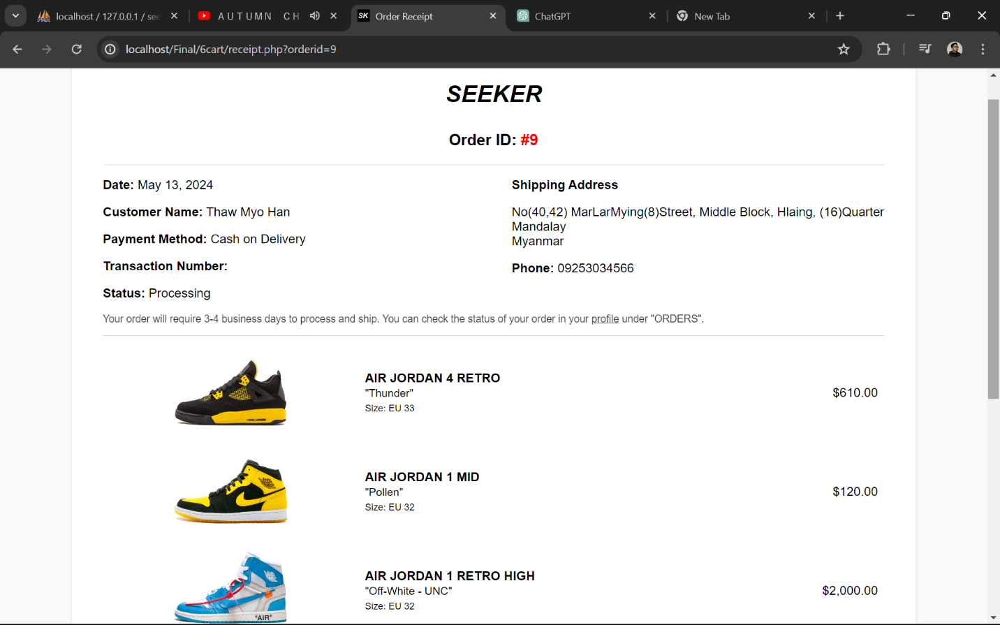 localhost / 127.0.0.1 / see
AUTUMN CH
SK
Order Receipt
ChatGPT
New Tab
localhost/Final/6cart/receipt.php?orderid=9
SEEKER
Order ID: #9
Date: May 13, 2024
Customer Name: Thaw Myo Han
Payment Method: Cash on Delivery
Transaction Number:
Status: Processing
Shipping Address
No(40,42) MarLarMying(8)Street, Middle Block, Hlaing, (16)Quarter
Mandalay
Myanmar
Phone: 09253034566
Your order will require 3-4 business days to process and ship. You can check the status of your order in your profile under "ORDERS".
AIR JORDAN 4 RETRO
"Thunder"
Size: EU 33
$610.00
AIR JORDAN 1 MID
"Pollen"
Size: EU 32
$120.00
AIR JORDAN 1 RETRO HIGH
"Off-White - UNC"
Size: EU 32
$2,000.00
"AIR"